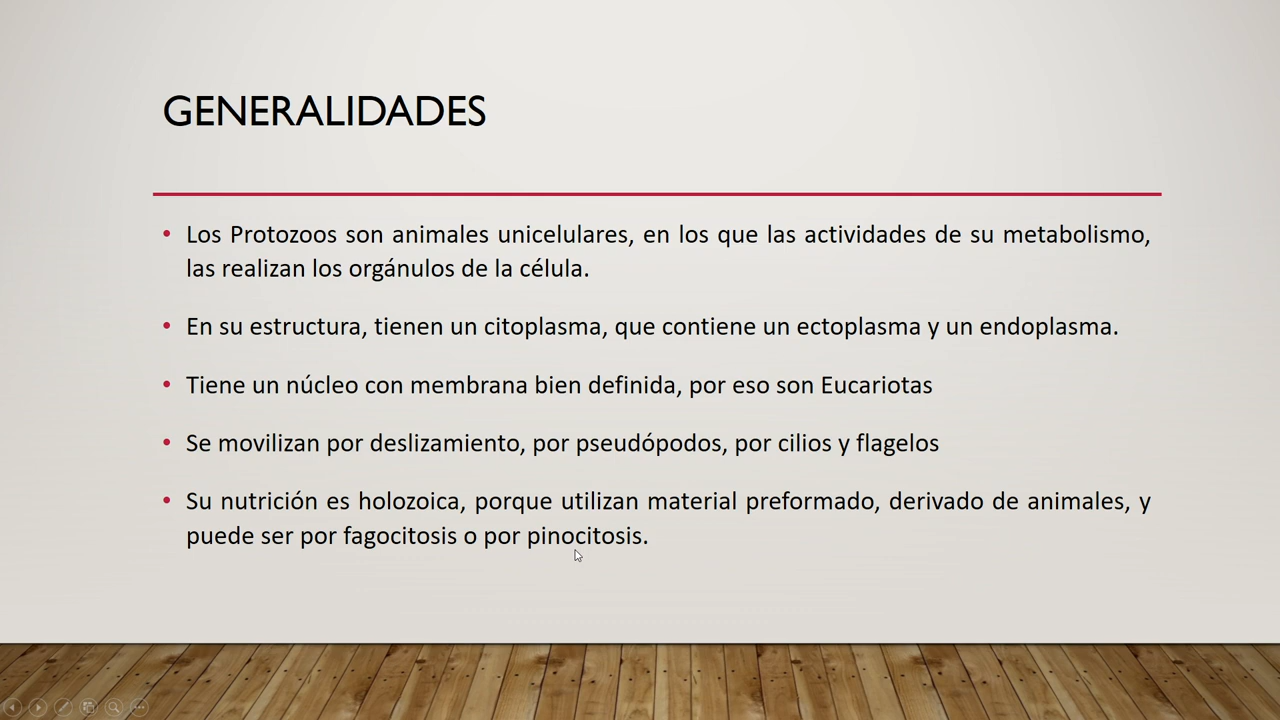 GENERALIDADES
• Los Protozoos son animales unicelulares, en los que las actividades de su metabolismo,
las realizan los orgánulos de la célula.
• En su estructura, tienen un citoplasma, que contiene un ectoplasma y un endoplasma.
• Tiene un núcleo con membrana bien definida, por eso son Eucariotas
• Se movilizan por deslizamiento, por pseudópodos, por cilios y flagelos
• Su nutrición es holozoica, porque utilizan material preformado, derivado de animales, y
puede ser por fagocitosis o por pinocitosis.